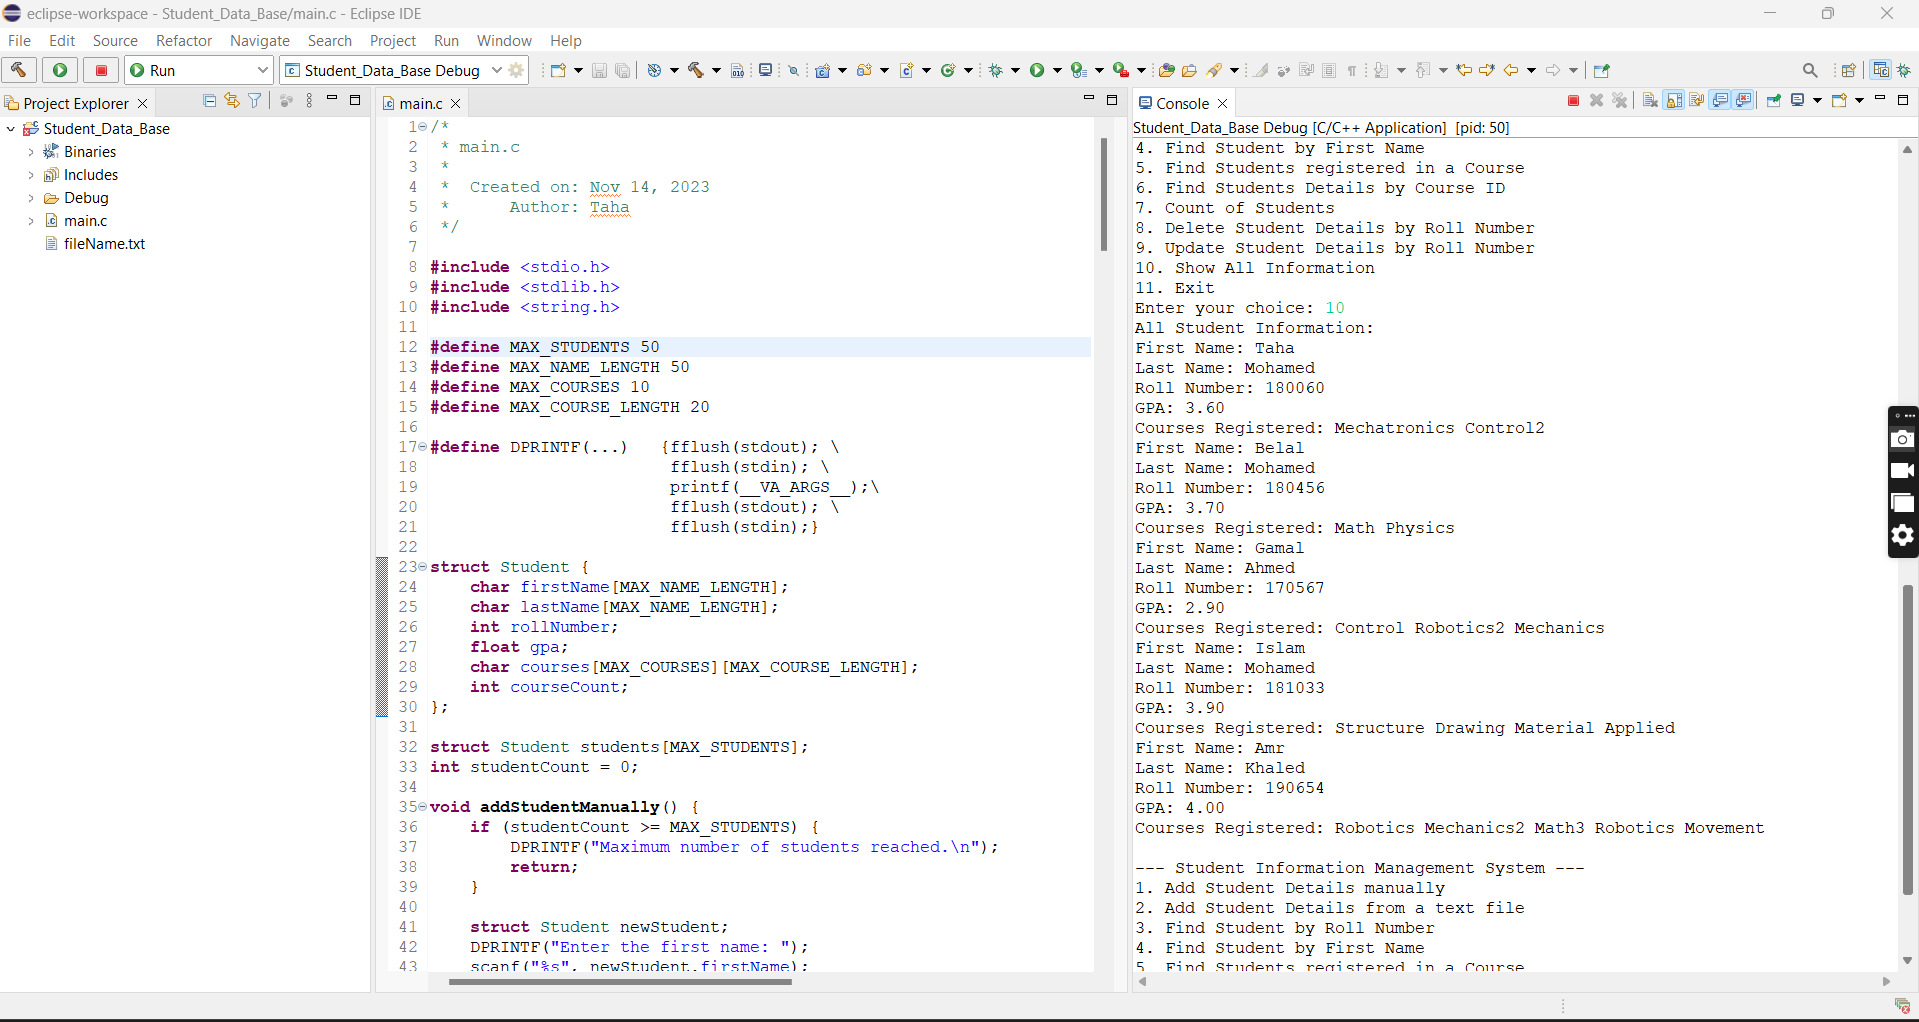 eclipse-workspace - Student_Data_Base/main.c - Eclipse IDE
File Edit Source Refactor Navigate Search Project Run Window Help
Run
Student_Data_Base Debug
Project Explorer
Student_Data_Base
Binaries
Includes
Debug
main.c
fileName.txt
main.c
1 /*
2 * main.c
3 *
4 *  Created on: Nov 14, 2023
5 *      Author: Taha
6 */
7
8 #include <stdio.h>
9 #include <stdlib.h>
10 #include <string.h>
11
12 #define MAX_STUDENTS 50
13 #define MAX_NAME_LENGTH 50
14 #define MAX_COURSES 10
15 #define MAX_COURSE_LENGTH 20
16
17 #define DPRINTF(...)   {fflush(stdout); \
18                         fflush(stdin); \
19                         printf(__VA_ARGS__);\
20                         fflush(stdout); \
21                         fflush(stdin);}
22
23 struct Student {
24     char firstName[MAX_NAME_LENGTH];
25     char lastName[MAX_NAME_LENGTH];
26     int rollNumber;
27     float gpa;
28     char courses[MAX_COURSES][MAX_COURSE_LENGTH];
29     int courseCount;
30 };
31
32 struct Student students[MAX_STUDENTS];
33 int studentCount = 0;
34
35 void addStudentManually() {
36     if (studentCount >= MAX_STUDENTS) {
37         DPRINTF("Maximum number of students reached.\n");
38         return;
39     }
40
41     struct Student newStudent;
42     DPRINTF("Enter the first name: ");
43     scanf("%s", newStudent.firstName);
Console
Student_Data_Base Debug [C/C++ Application] [pid: 50]
4. Find Student by First Name
5. Find Students registered in a Course
6. Find Students Details by Course ID
7. Count of Students
8. Delete Student Details by Roll Number
9. Update Student Details by Roll Number
10. Show All Information
11. Exit
Enter your choice: 10
All Student Information:
First Name: Taha
Last Name: Mohamed
Roll Number: 180060
GPA: 3.60
Courses Registered: Mechatronics Control2
First Name: Belal
Last Name: Mohamed
Roll Number: 180456
GPA: 3.70
Courses Registered: Math Physics
First Name: Gamal
Last Name: Ahmed
Roll Number: 170567
GPA: 2.90
Courses Registered: Control Robotics2 Mechanics
First Name: Islam
Last Name: Mohamed
Roll Number: 181033
GPA: 3.90
Courses Registered: Structure Drawing Material Applied
First Name: Amr
Last Name: Khaled
Roll Number: 190654
GPA: 4.00
Courses Registered: Robotics Mechanics2 Math3 Robotics Movement

--- Student Information Management System ---
1. Add Student Details manually
2. Add Student Details from a text file
3. Find Student by Roll Number
4. Find Student by First Name
5. Find Students registered in a Course